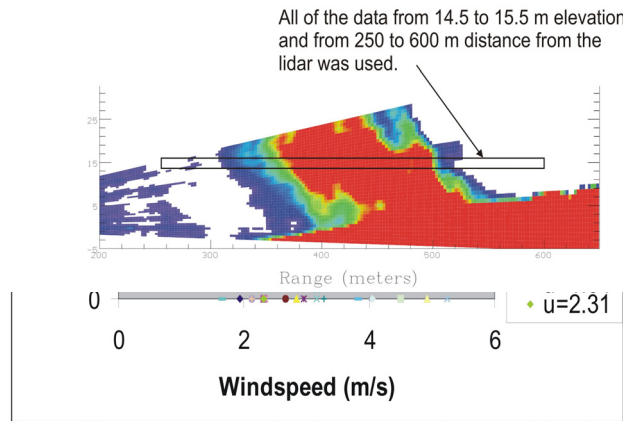 All of the data from 14.5 to 15.5 m elevation
and from 250 to 600 m distance from the
lidar was used.
25
15
5
-5
200 300 400 500 600
Range (meters)
0
u=2.31
0 2 4 6
Windspeed (m/s)